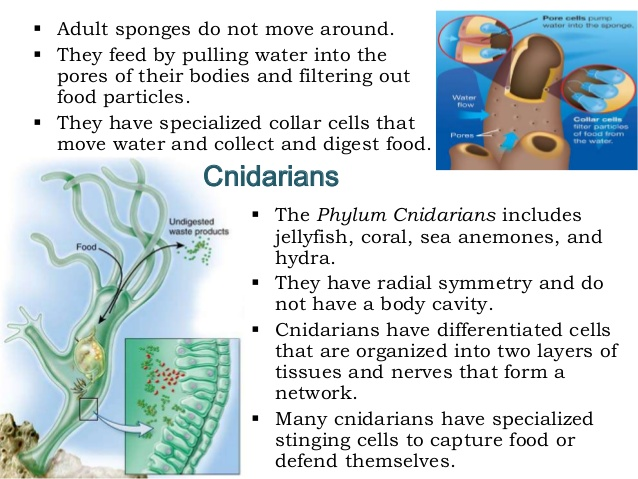 ▪ Adult sponges do not move around.
▪ They feed by pulling water into the
pores of their bodies and filtering out
food particles.
▪ They have specialized collar cells that
move water and collect and digest food.
Pore cells pump
water into the sponge.
Water
flow
Collar cells
filter particles
of food from
the water.
Pores
Cnidarians
Undigested
waste products
Food
▪ The Phylum Cnidarians includes
jellyfish, coral, sea anemones, and
hydra.
▪ They have radial symmetry and do
not have a body cavity.
▪ Cnidarians have differentiated cells
that are organized into two layers of
tissues and nerves that form a
network.
▪ Many cnidarians have specialized
stinging cells to capture food or
defend themselves.